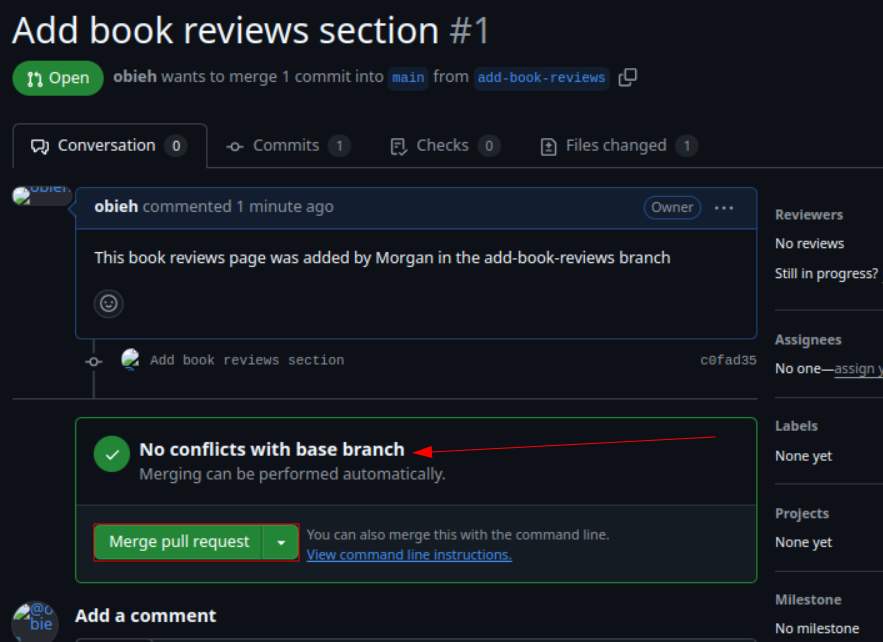 Add book reviews section #1
Open obieh wants to merge 1 commit into main from add-book-reviews
Conversation 0 Commits 1 Checks 0 Files changed 1
obieh commented 1 minute ago Owner
This book reviews page was added by Morgan in the add-book-reviews branch
Add book reviews section c0fad35
No conflicts with base branch
Merging can be performed automatically.
Merge pull request
You can also merge this with the command line.
View command line instructions.
Add a comment
Reviewers
No reviews
Still in progress?
Assignees
No one—assign y
Labels
None yet
Projects
None yet
Milestone
No milestone